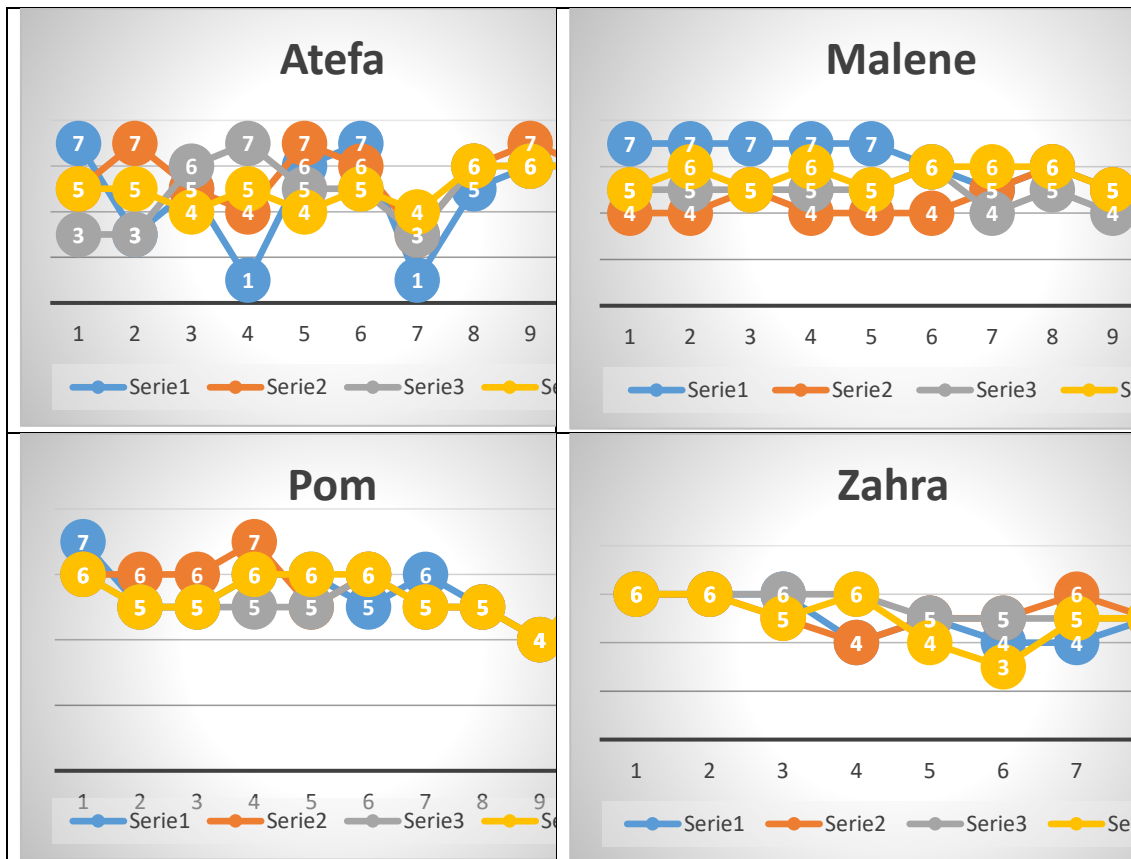 Atefa
7 7 7 7 7 7
6 6 6 6 6
5 5 5 5 5 5 5
4 4 4 4
3 3 3
1 1
1 2 3 4 5 6 7 8 9
Serie1 Serie2 Serie3 Se
Malene
7 7 7 7 7
6 6 6 6 6
5 5 5 5 5 5 5 5
4 4 4 4 4 4 4
1 2 3 4 5 6 7 8 9
Serie1 Serie2 Serie3 S
Pom
7 7
6 6 6 6 6 6 6
5 5 5 5 5 5 5
4
1 2 3 4 5 6 7 8 9
Serie1 Serie2 Serie3 Se
Zahra
6 6 6 6 6
5 5 5 5
4 4 4 4
3
1 2 3 4 5 6 7
Serie1 Serie2 Serie3 Se